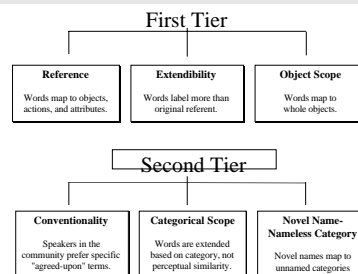 First Tier
Reference
Words map to objects,
actions, and attributes.
Extendibility
Words label more than
original referent.
Object Scope
Words map to
whole objects.
Second Tier
Conventionality
Speakers in the
community prefer specific
"agreed-upon" terms.
Categorical Scope
Words are extended
based on category, not
perceptual similarity.
Novel Name-
Nameless Category
Novel names map to
unnamed categories